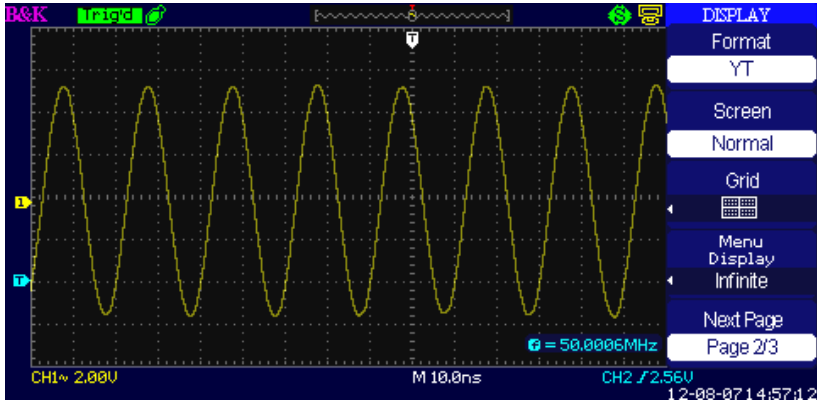 B&K Trig'd S DISPLAY
T
Format
YT
Screen
Normal
Grid
1
Menu
Display
T Infinite
Next Page
f = 50.0006MHz Page 2/3
CH1~ 2.00V M 10.0ns CH2 / 2.56V
12-08-07 14:57:12